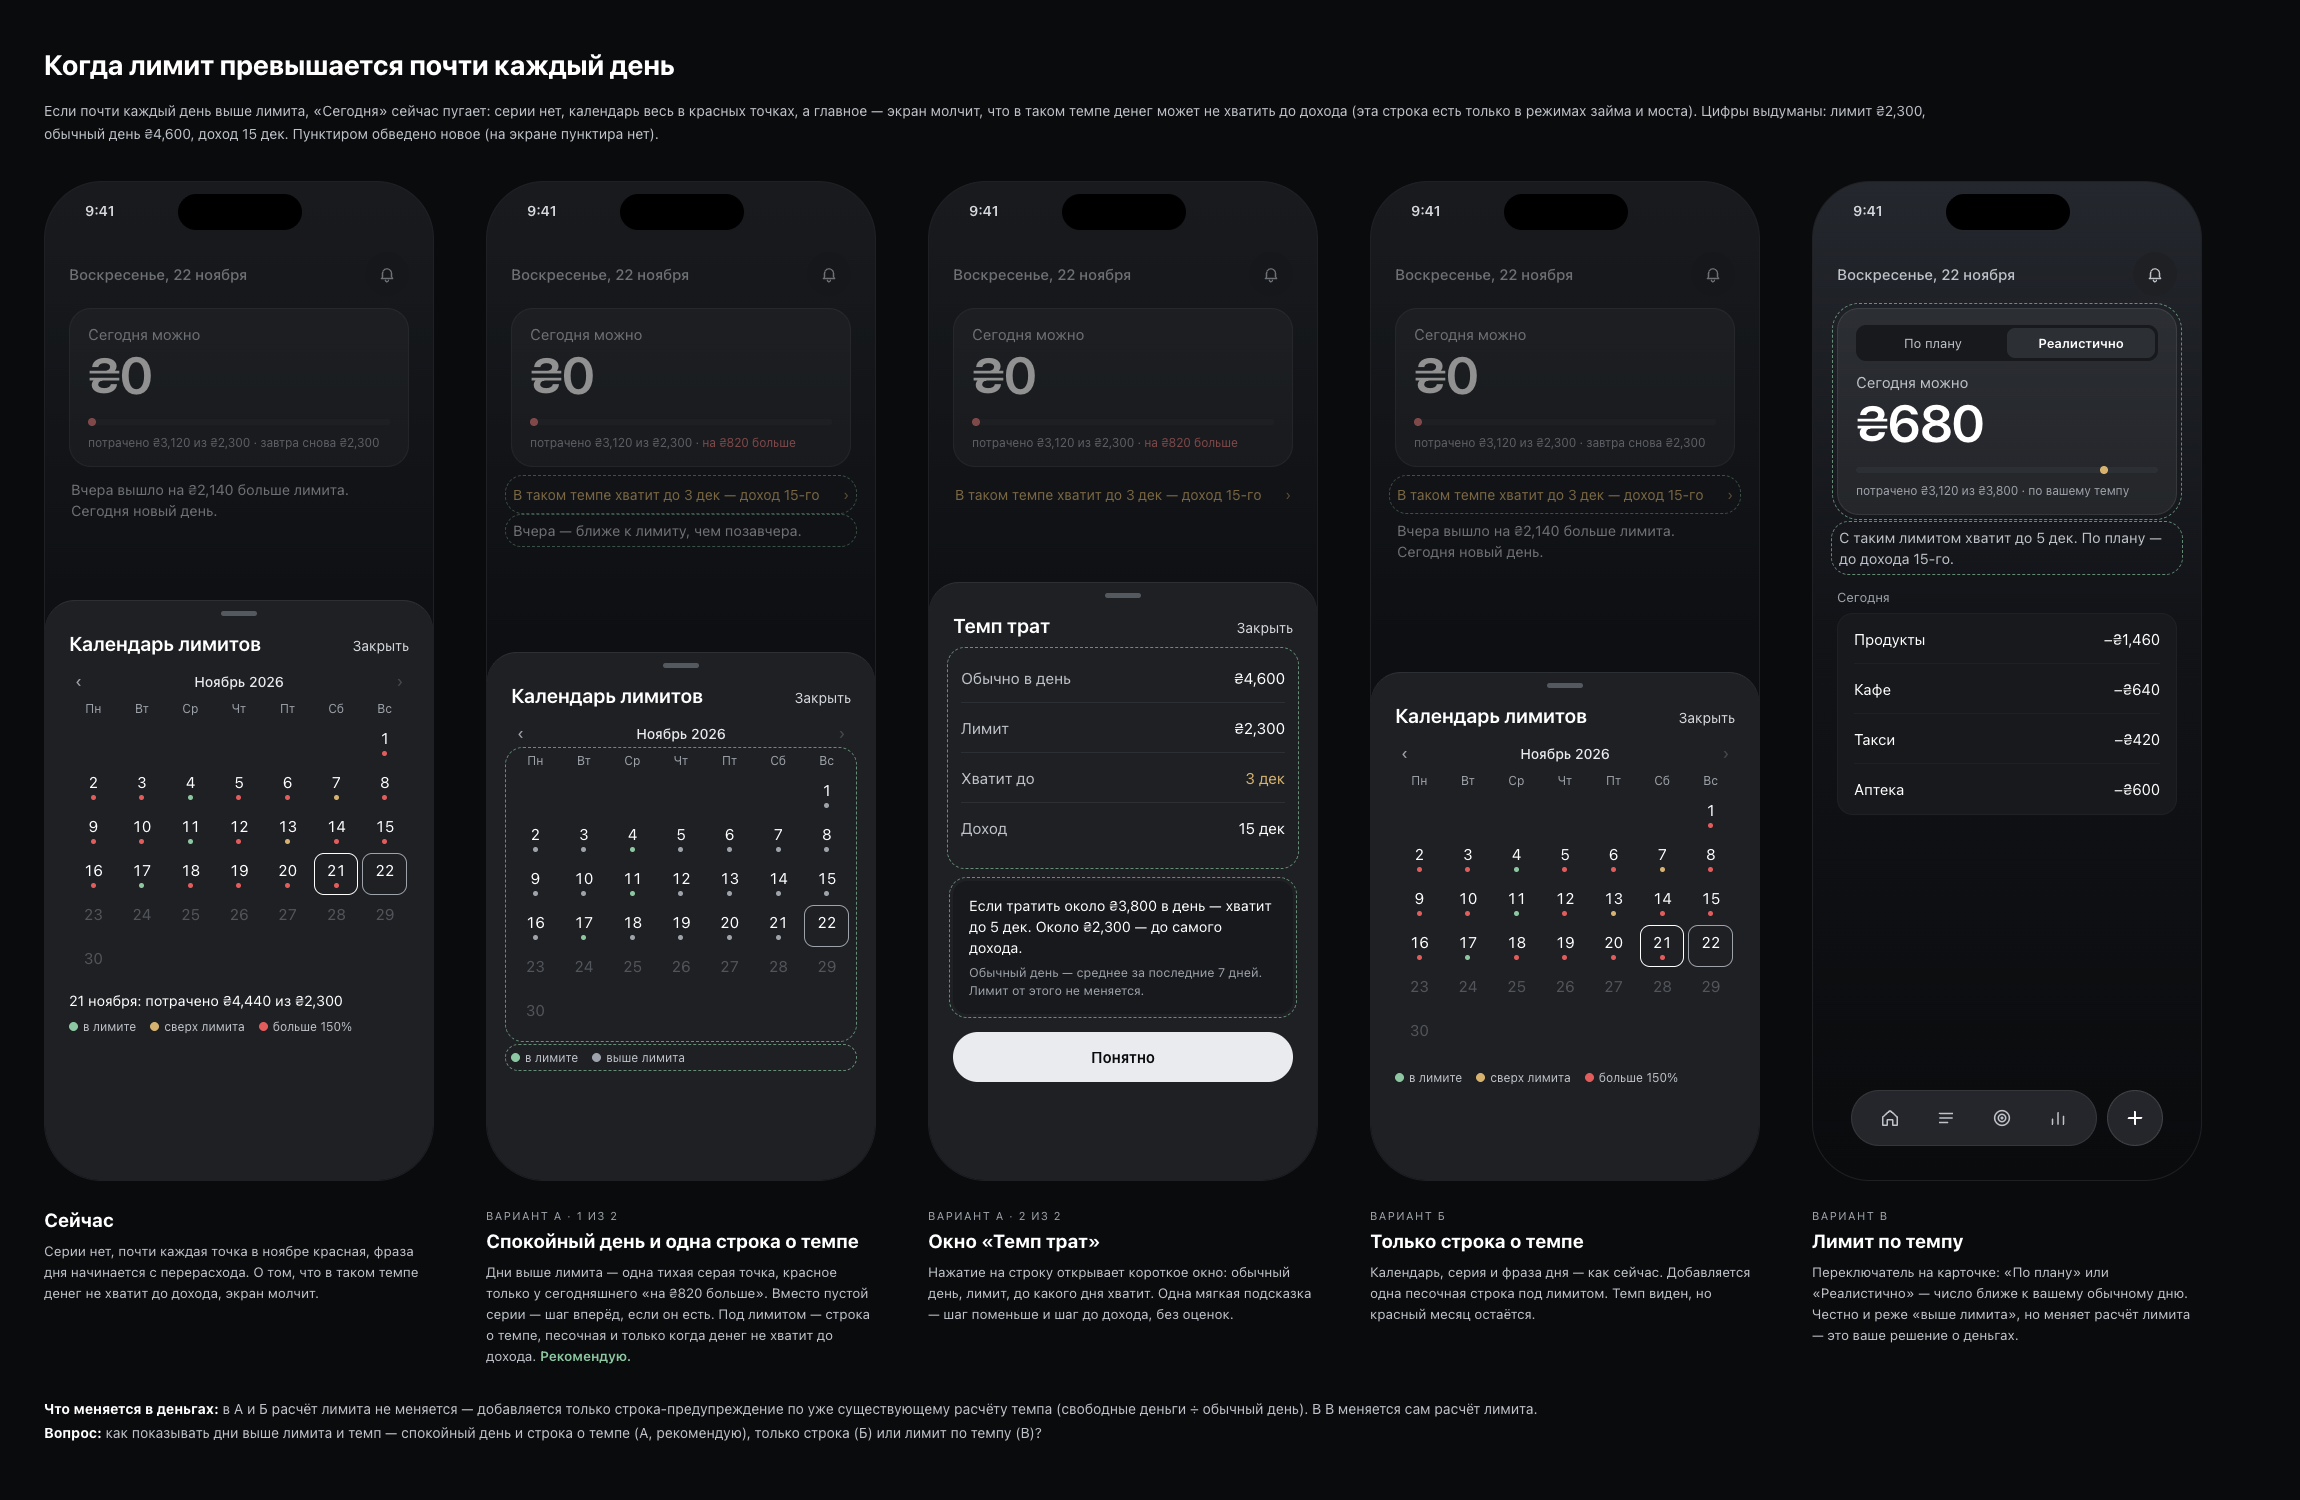 Когда лимит превышается почти каждый день
Если почти каждый день выше лимита, «Сегодня» сейчас пугает: серии нет, календарь весь в красных точках, а главное — экран молчит, что в таком темпе денег может не хватить до дохода (эта строка есть только в режимах займа и моста). Цифры выдуманы: лимит ₴2,300,
обычный день ₴4,600, доход 15 дек. Пунктиром обведено новое (на экране пунктира нет).
9:41
Воскресенье, 22 ноября
Сегодня можно
₴0
потрачено ₴3,120 из ₴2,300 · завтра снова ₴2,300
Вчера вышло на ₴2,140 больше лимита.
Сегодня новый день.
Календарь лимитов
Закрыть
‹ Ноябрь 2026 ›
Пн Вт Ср Чт Пт Сб Вс
1
2 3 4 5 6 7 8
9 10 11 12 13 14 15
16 17 18 19 20 21 22
23 24 25 26 27 28 29
30
21 ноября: потрачено ₴4,440 из ₴2,300
в лимите сверх лимита больше 150%
Сейчас
Серии нет, почти каждая точка в ноябре красная, фраза
дня начинается с перерасхода. О том, что в таком темпе
денег не хватит до дохода, экран молчит.
9:41
Воскресенье, 22 ноября
Сегодня можно
₴0
потрачено ₴3,120 из ₴2,300 · на ₴820 больше
В таком темпе хватит до 3 дек — доход 15-го ›
Вчера — ближе к лимиту, чем позавчера.
Календарь лимитов
Закрыть
‹ Ноябрь 2026 ›
Пн Вт Ср Чт Пт Сб Вс
1
2 3 4 5 6 7 8
9 10 11 12 13 14 15
16 17 18 19 20 21 22
23 24 25 26 27 28 29
30
в лимите выше лимита
ВАРИАНТ А · 1 ИЗ 2
Спокойный день и одна строка о темпе
Дни выше лимита — одна тихая серая точка, красное
только у сегодняшнего «на ₴820 больше». Вместо пустой
серии — шаг вперёд, если он есть. Под лимитом — строка
о темпе, песочная и только когда денег не хватит до
дохода. Рекомендую.
9:41
Воскресенье, 22 ноября
Сегодня можно
₴0
потрачено ₴3,120 из ₴2,300 · на ₴820 больше
В таком темпе хватит до 3 дек — доход 15-го ›
Темп трат
Закрыть
Обычно в день ₴4,600
Лимит ₴2,300
Хватит до 3 дек
Доход 15 дек
Если тратить около ₴3,800 в день — хватит
до 5 дек. Около ₴2,300 — до самого
дохода.
Обычный день — среднее за последние 7 дней.
Лимит от этого не меняется.
Понятно
ВАРИАНТ А · 2 ИЗ 2
Окно «Темп трат»
Нажатие на строку открывает короткое окно: обычный
день, лимит, до какого дня хватит. Одна мягкая подсказка
— шаг поменьше и шаг до дохода, без оценок.
9:41
Воскресенье, 22 ноября
Сегодня можно
₴0
потрачено ₴3,120 из ₴2,300 · завтра снова ₴2,300
В таком темпе хватит до 3 дек — доход 15-го ›
Вчера вышло на ₴2,140 больше лимита.
Сегодня новый день.
Календарь лимитов
Закрыть
‹ Ноябрь 2026 ›
Пн Вт Ср Чт Пт Сб Вс
1
2 3 4 5 6 7 8
9 10 11 12 13 14 15
16 17 18 19 20 21 22
23 24 25 26 27 28 29
30
в лимите сверх лимита больше 150%
ВАРИАНТ Б
Только строка о темпе
Календарь, серия и фраза дня — как сейчас. Добавляется
одна песочная строка под лимитом. Темп виден, но
красный месяц остаётся.
9:41
Воскресенье, 22 ноября
По плану Реалистично
Сегодня можно
₴680
потрачено ₴3,120 из ₴3,800 · по вашему темпу
С таким лимитом хватит до 5 дек. По плану —
до дохода 15-го.
Сегодня
Продукты −₴1,460
Кафе −₴640
Такси −₴420
Аптека −₴600
ВАРИАНТ В
Лимит по темпу
Переключатель на карточке: «По плану» или
«Реалистично» — число ближе к вашему обычному дню.
Честно и реже «выше лимита», но меняет расчёт лимита
— это ваше решение о деньгах.
Что меняется в деньгах: в А и Б расчёт лимита не меняется — добавляется только строка-предупреждение по уже существующему расчёту темпа (свободные деньги ÷ обычный день). В В меняется сам расчёт лимита.
Вопрос: как показывать дни выше лимита и темп — спокойный день и строка о темпе (А, рекомендую), только строка (Б) или лимит по темпу (В)?